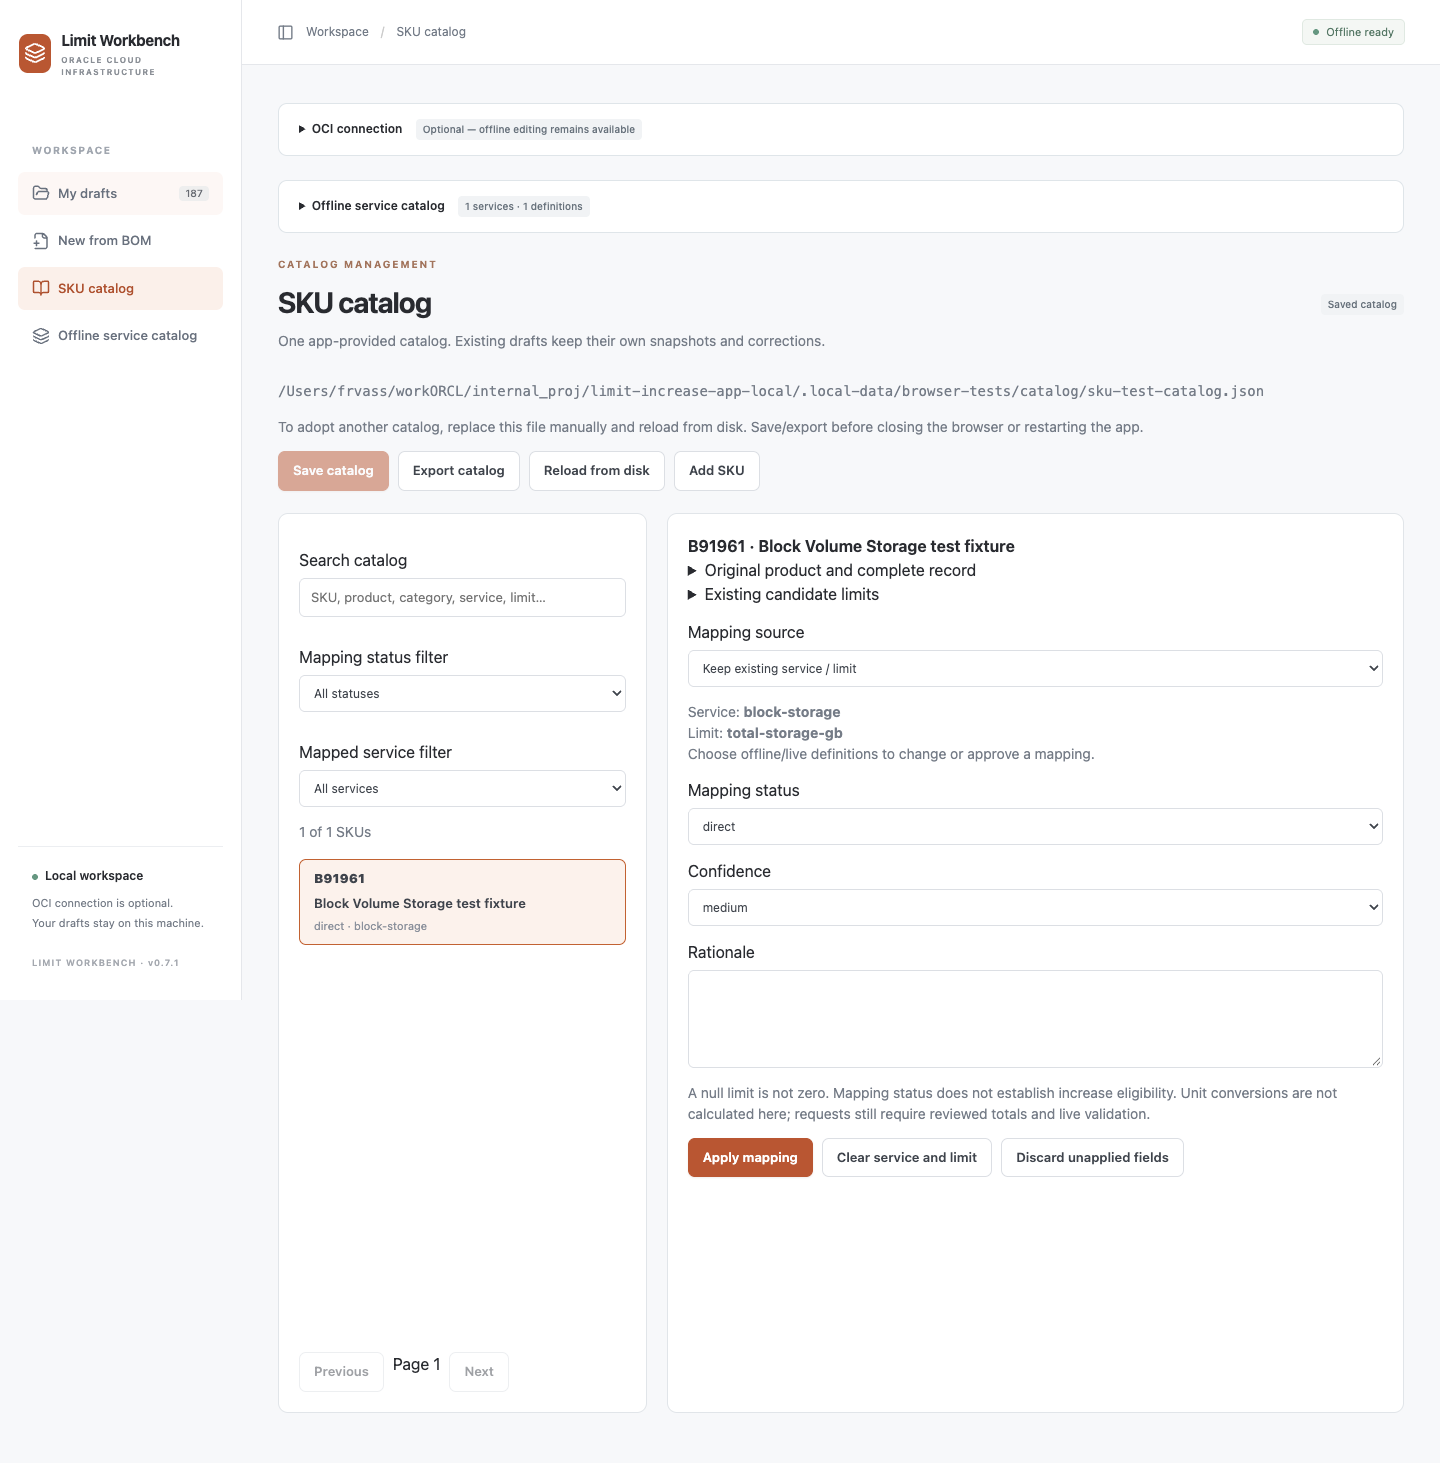 Limit Workbench
ORACLE CLOUD
INFRASTRUCTURE
WORKSPACE
My drafts 187
New from BOM
SKU catalog
Offline service catalog
Local workspace
OCI connection is optional.
Your drafts stay on this machine.
LIMIT WORKBENCH · v0.7.1
Workspace / SKU catalog
Offline ready
OCI connection Optional — offline editing remains available
Offline service catalog 1 services · 1 definitions
CATALOG MANAGEMENT
SKU catalog
Saved catalog
One app-provided catalog. Existing drafts keep their own snapshots and corrections.
/Users/frvass/workORCL/internal_proj/limit-increase-app-local/.local-data/browser-tests/catalog/sku-test-catalog.json
To adopt another catalog, replace this file manually and reload from disk. Save/export before closing the browser or restarting the app.
Save catalog Export catalog Reload from disk Add SKU
Search catalog
SKU, product, category, service, limit...
Mapping status filter
All statuses
Mapped service filter
All services
1 of 1 SKUs
B91961
Block Volume Storage test fixture
direct · block-storage
Previous Page 1 Next
B91961 · Block Volume Storage test fixture
Original product and complete record
Existing candidate limits
Mapping source
Keep existing service / limit
Service: block-storage
Limit: total-storage-gb
Choose offline/live definitions to change or approve a mapping.
Mapping status
direct
Confidence
medium
Rationale
A null limit is not zero. Mapping status does not establish increase eligibility. Unit conversions are not
calculated here; requests still require reviewed totals and live validation.
Apply mapping Clear service and limit Discard unapplied fields